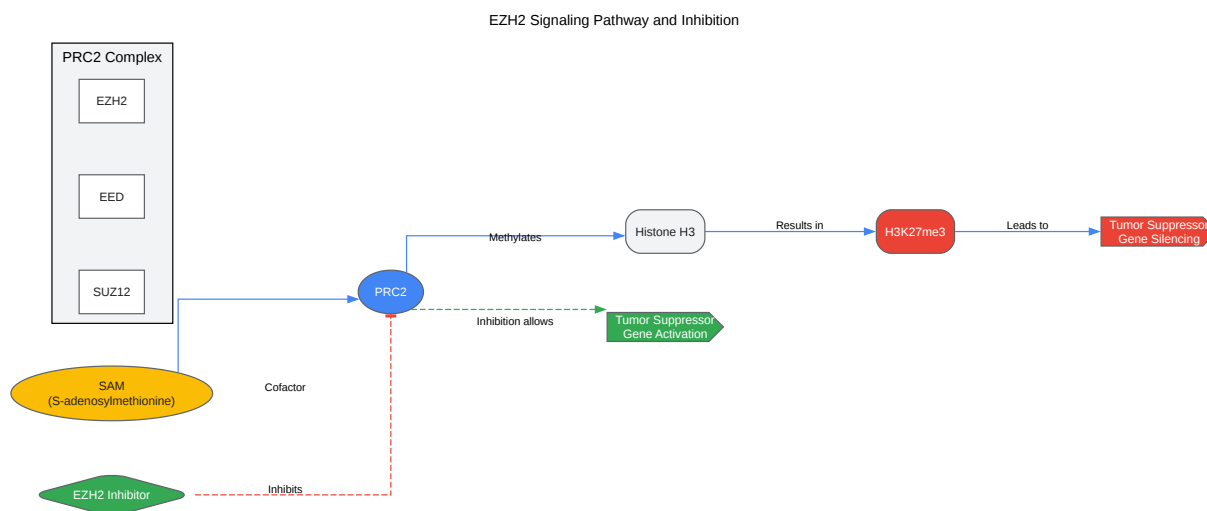 EZH2 Signaling Pathway and Inhibition
PRC2 Complex
EZH2
EED
SUZ12
SAM
(S-adenosylmethionine)
EZH2 Inhibitor
Cofactor
Inhibits
PRC2
Methylates
Inhibition allows
Histone H3
Tumor Suppressor
Gene Activation
Results in
H3K27me3
Leads to
Tumor Suppressor
Gene Silencing